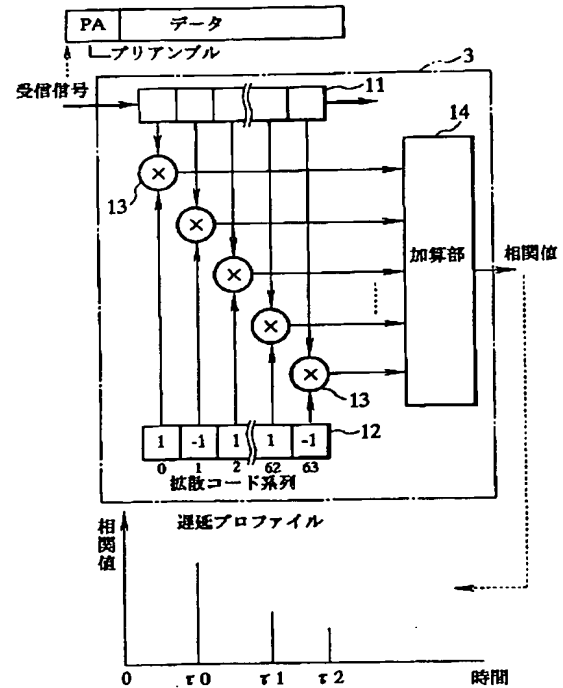 PA データ
プリアンブル
3
受信信号
11
14
×
13
×
×
加算部
相関値
×
×
13
1 -1 1 1 -1
12
0 1 2 62 63
拡散コード系列
遅延プロファイル
相関値
0 τ0 τ1 τ2 時間